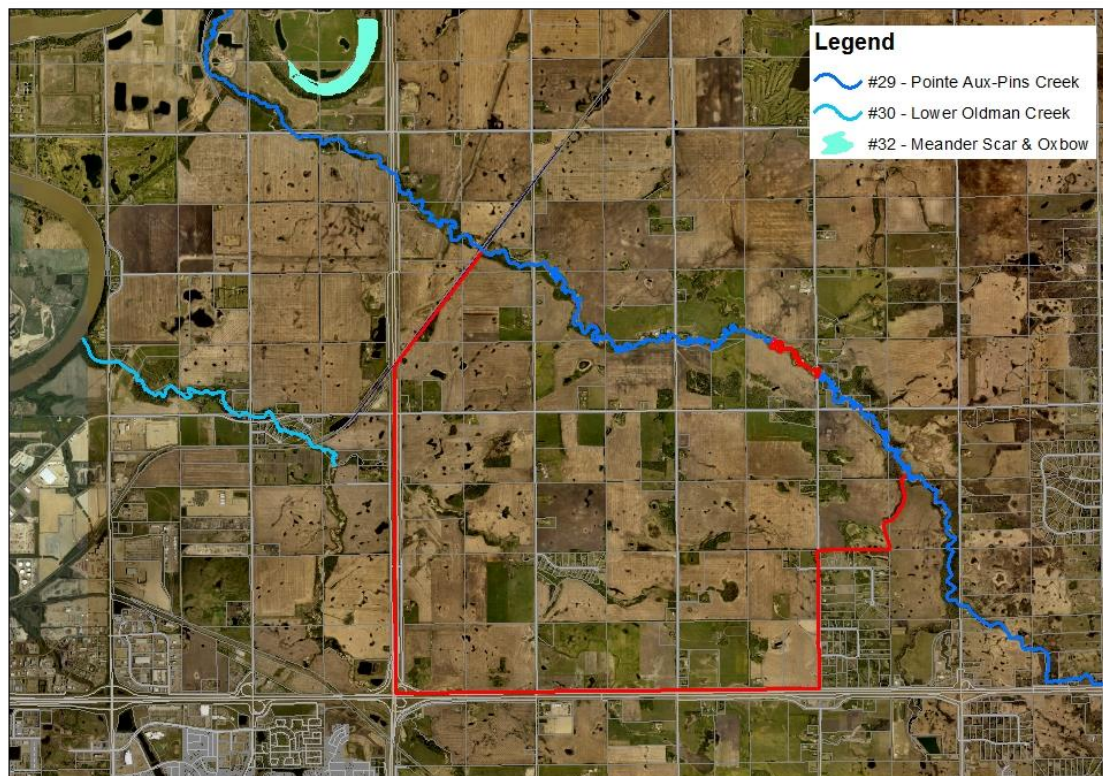 Legend
#29 - Pointe Aux-Pins Creek
#30 - Lower Oldman Creek
#32 - Meander Scar & Oxbow